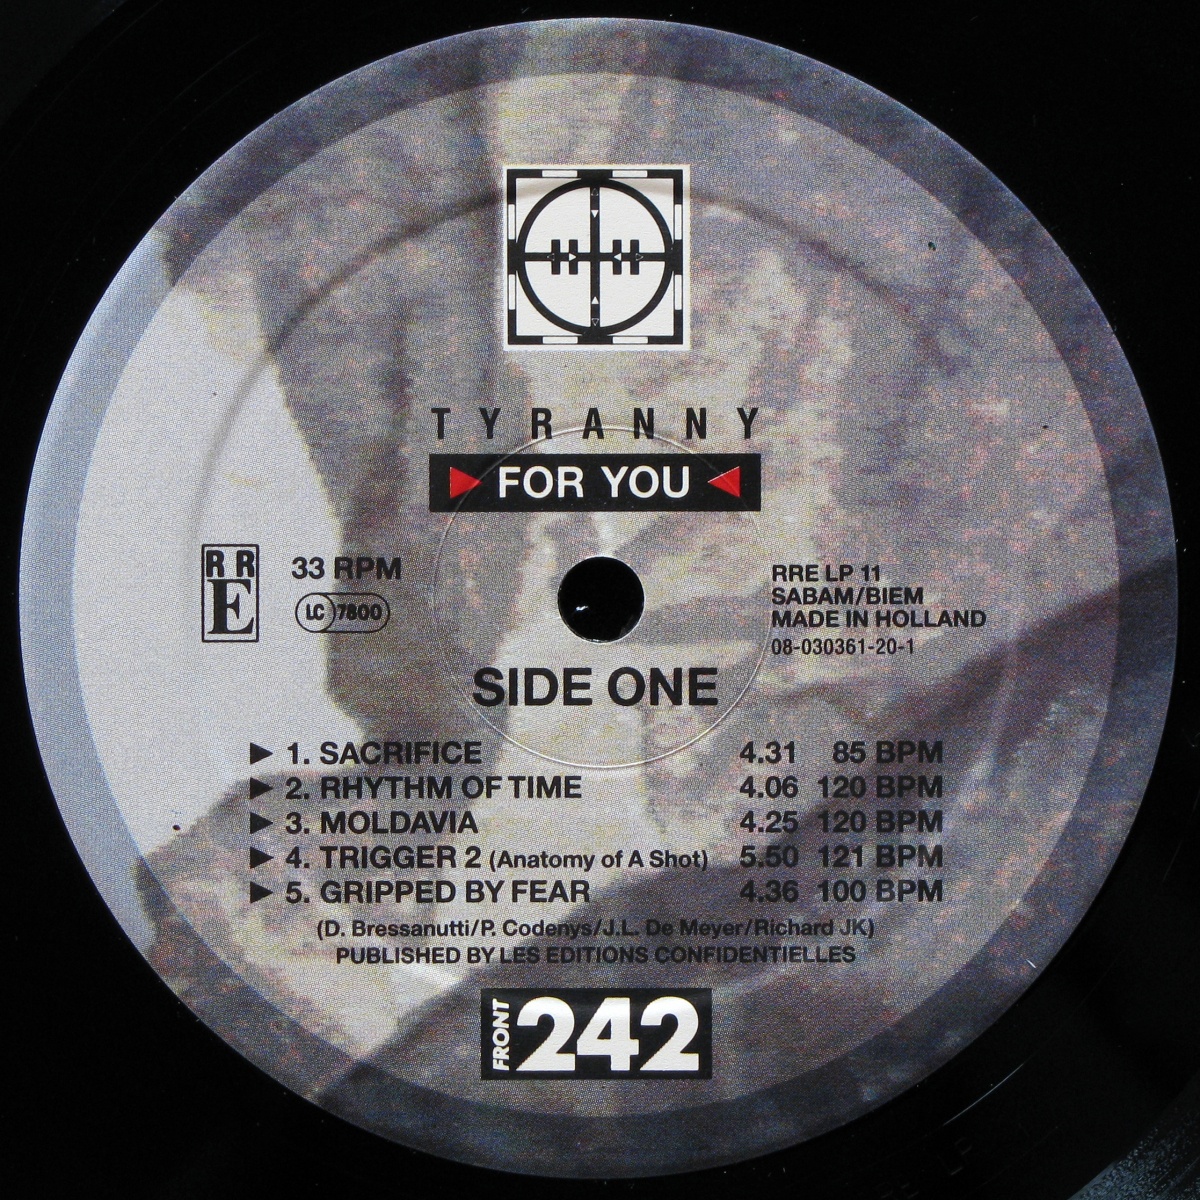 TYRANNY
FOR YOU
RR
E
33 RPM
LC 7800
RRE LP 11
SABAM/BIEM
MADE IN HOLLAND
08-030361-20-1
SIDE ONE
1. SACRIFICE 4.31 85 BPM
2. RHYTHM OF TIME 4.06 120 BPM
3. MOLDAVIA 4.25 120 BPM
4. TRIGGER 2 (Anatomy of A Shot) 5.50 121 BPM
5. GRIPPED BY FEAR 4.36 100 BPM
(D. Bressanutti/P. Codenys/J.L. De Meyer/Richard JK)
PUBLISHED BY LES EDITIONS CONFIDENTIELLES
FRONT 242